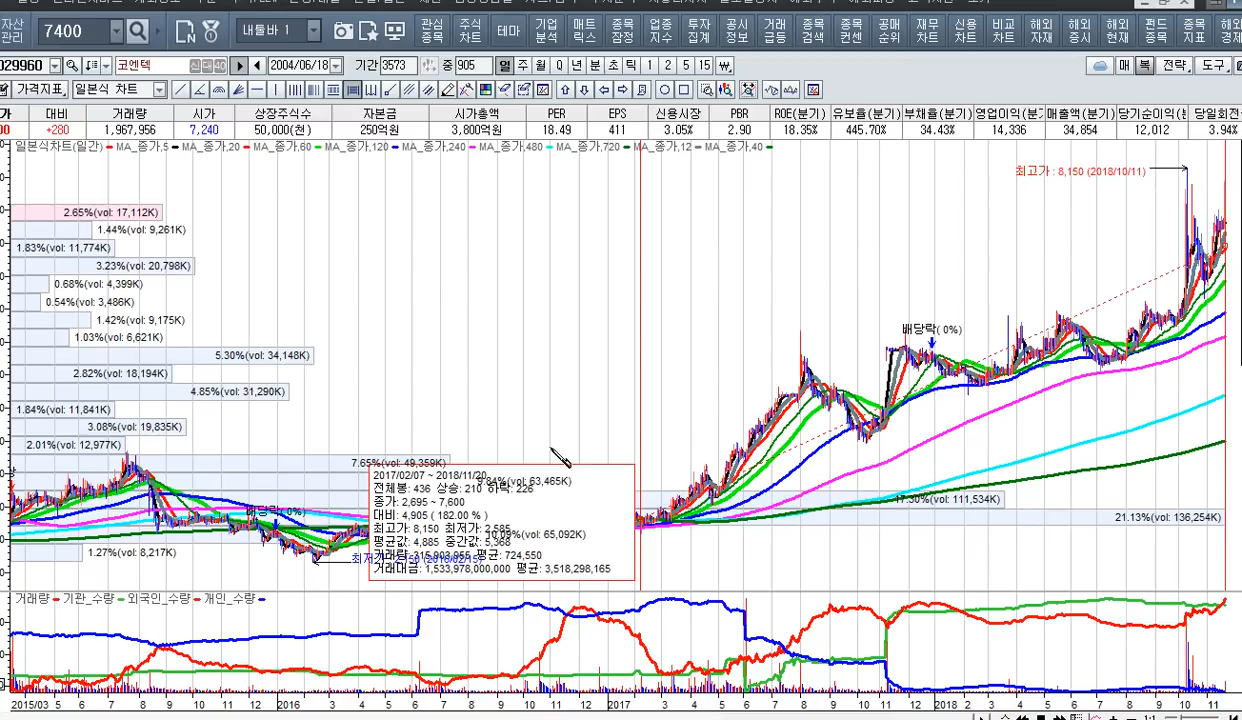 자산 관리 7400 내툴바 1 관심 종목 주식 차트 테마 기업 분석 매트 릭스 종목 잠정 업종 지수 투자 집계 공시 정보 거래 급등 종목 검색 종목 컨센 공매 순위 재무 차트 신용 차트 비교 차트 해외 자재 해외 증시 해외 현재 펀드 종목 종목 지표
029960 코엔텍 신 증 40 2004/06/18 기간 3573 중 905 일 주 월 Q 년 분 초 틱 1 2 5 15 매 복 전략 도구
가격지표 일본식 차트
가 대비 거래량 시가 상장주식수 자본금 시가총액 PER EPS 신용시장 PBR ROE(분기) 유보율(분기) 부채율(분기) 영업이익(분기) 매출액(분기) 당기순이(분기) 당일회전
00 +280 1,967,956 7,240 50,000(천) 250억원 3,800억원 18.49 411 3.05% 2.90 18.35% 445.70% 34.43% 14,336 34,854 12,012 3.94%
일본식차트(일간) MA_종가,5 MA_종가,20 MA_종가,60 MA_종가,120 MA_종가,240 MA_종가,480 MA_종가,720 MA_종가,12 MA_종가,40
최고가 : 8,150 (2018/10/11)
2.65%(vol: 17,112K)
1.44%(vol: 9,261K)
1.83%(vol: 11,774K)
3.23%(vol: 20,798K)
0.68%(vol: 4,399K)
0.54%(vol: 3,486K)
1.42%(vol: 9,175K)
배당락( 0%)
1.03%(vol: 6,621K)
5.30%(vol: 34,148K)
2.82%(vol: 18,194K)
4.85%(vol: 31,290K)
1.84%(vol: 11,841K)
3.08%(vol: 19,835K)
2.01%(vol: 12,977K)
7.65%(vol: 49,359K)
2017/02/07 ~ 2018/11/20
9.84%(vol: 63,465K)
전체봉: 436 상승: 210 하락: 226
17.30%(vol: 111,534K)
종가: 2,695 ~ 7,600
배당락( 0%)
대비: 4,905 ( 182.00 % )
21.13%(vol: 136,254K)
최고가: 8,150 최저가: 2,585
10.09%(vol: 65,092K)
평균값: 4,885 중간값: 5,368
1.27%(vol: 8,217K)
거래량: 315,903,955 평균: 724,550
거래대금: 1,533,978,000,000 평균: 3,518,298,165
거래량 기관_수량 외국인_수량 개인_수량
2015/03 5 6 7 8 9 10 11 2016 3 4 5 6 7 8 9 10 11 12 2017 3 4 5 6 7 8 9 10 11 12 2018 2 3 4 5 6 7 8 9 10 11